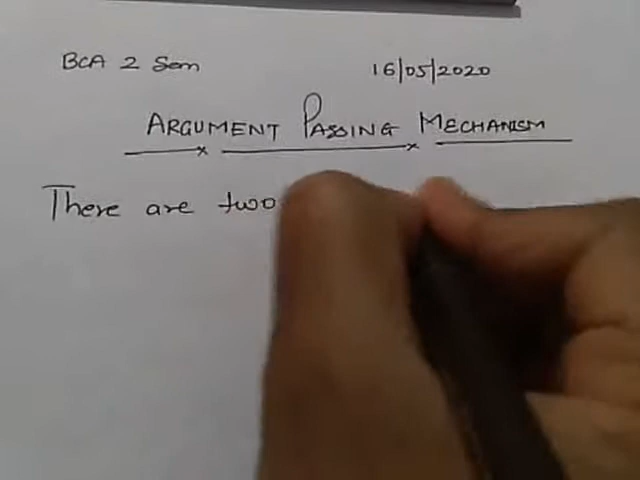 BCA 2 Sem
16/05/2020
ARGUMENT PASSING MECHANISM
There are two